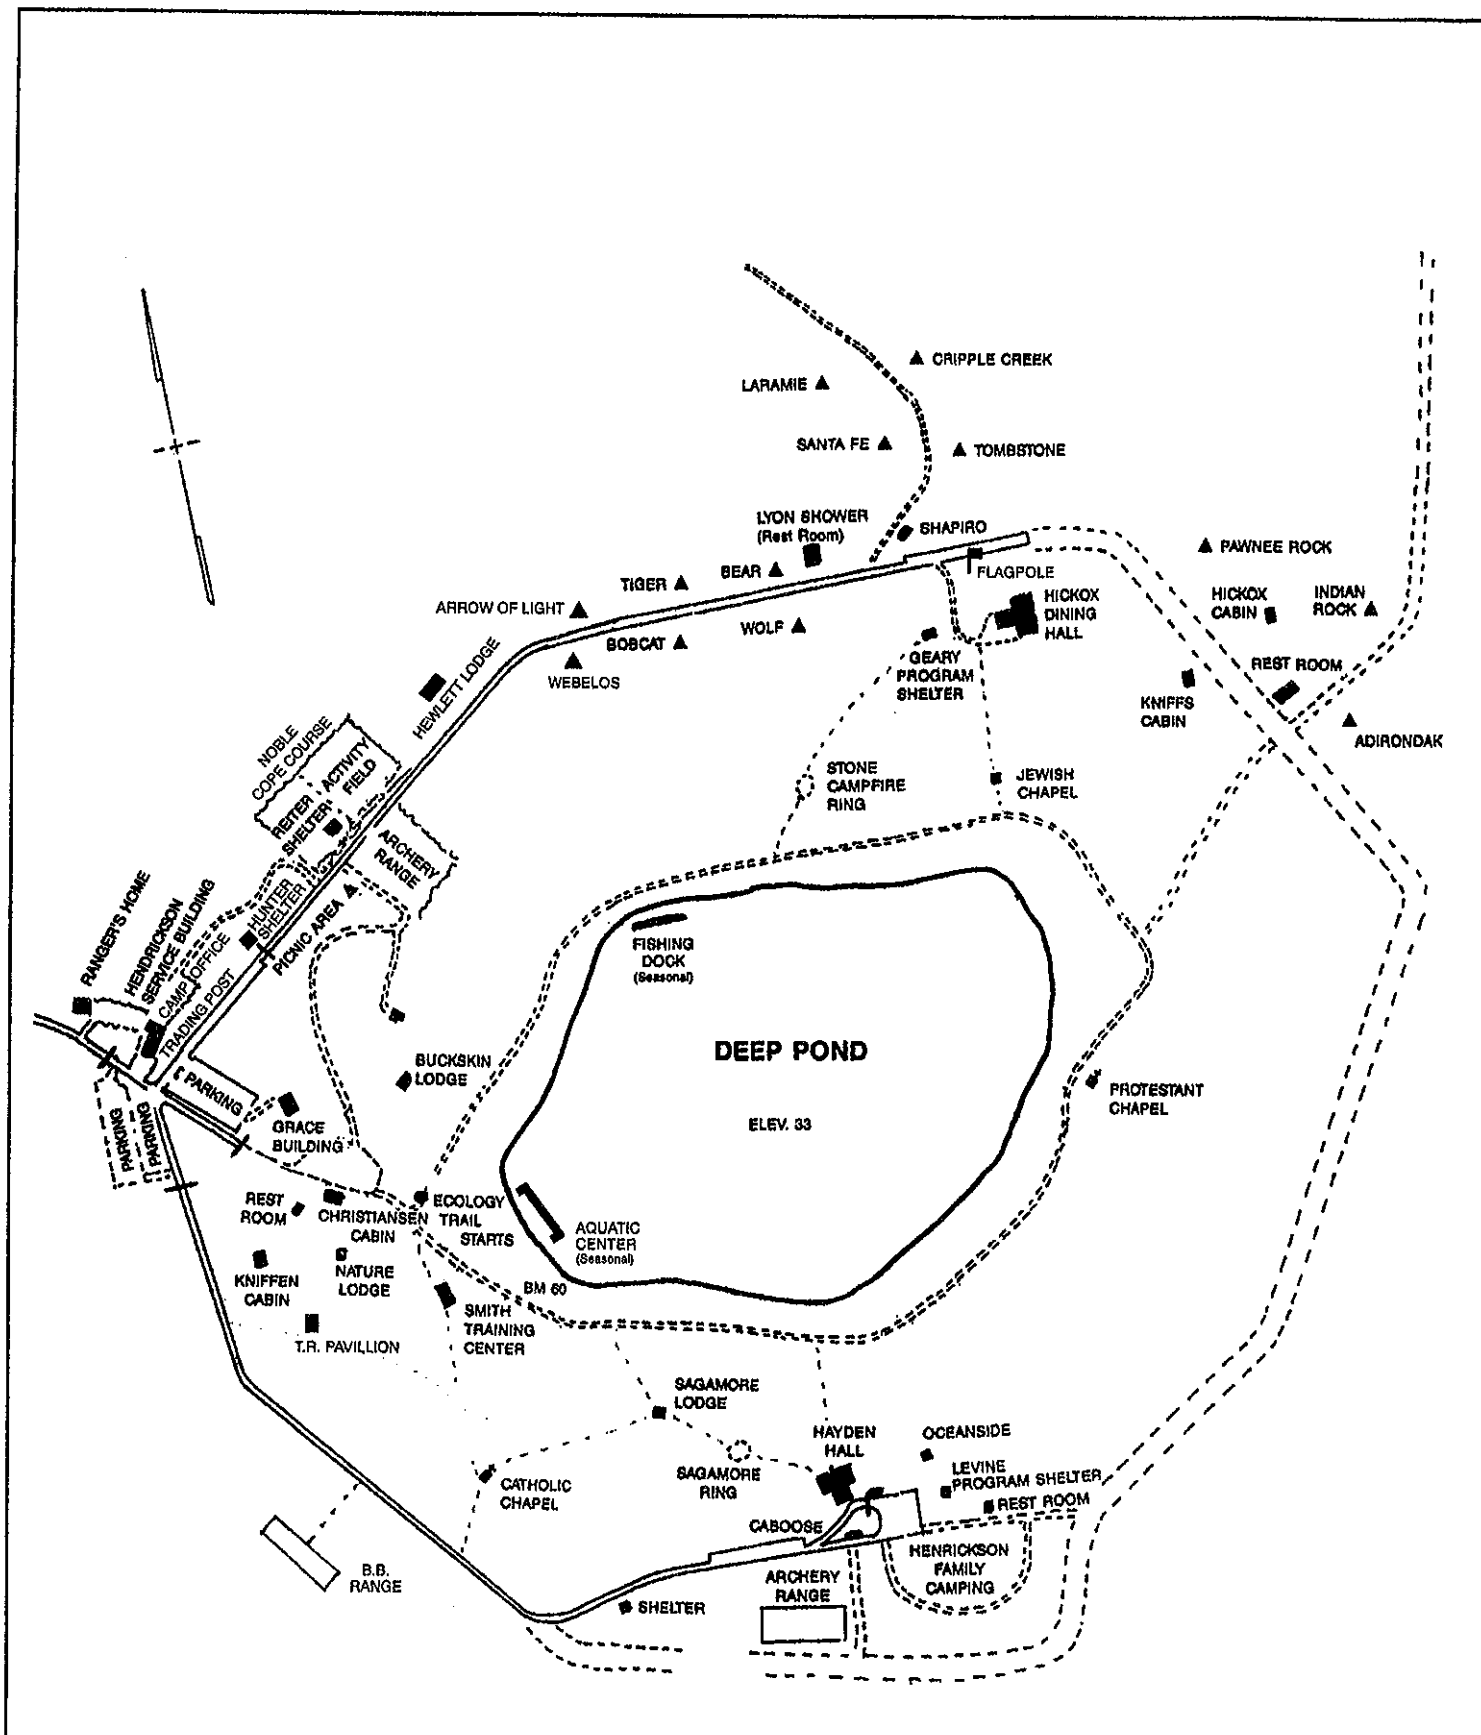 CRIPPLE CREEK
LARAMIE
SANTA FE
TOMBSTONE
LYON SHOWER
(Rest Room)
SHAPIRO
PAWNEE ROCK
FLAGPOLE
BEAR
TIGER
ARROW OF LIGHT
HICKOX
DINING
HALL
HICKOX
CABIN
INDIAN
ROCK
WOLF
BOBCAT
WEBELOS
GEARY
PROGRAM
SHELTER
REST ROOM
KNIFFS
CABIN
ADIRONDAK
HEWLETT LODGE
NOBLE
COPE COURSE
ACTIVITY
FIELD
REITER
SHELTER
STONE
CAMPFIRE
RING
JEWISH
CHAPEL
ARCHERY
RANGE
RANGER'S HOME
HENDRICKSON
SERVICE BUILDING
CAMP OFFICE
TRADING POST
HUNTER
SHELTER
PICNIC AREA
FISHING
DOCK
(Seasonal)
DEEP POND
ELEV. 33
BUCKSKIN
LODGE
PROTESTANT
CHAPEL
PARKING
PARKING
PARKING
GRACE
BUILDING
REST
ROOM
CHRISTIANSEN
CABIN
ECOLOGY
TRAIL
STARTS
AQUATIC
CENTER
(Seasonal)
KNIFFEN
CABIN
NATURE
LODGE
BM 60
SMITH
TRAINING
CENTER
T.R. PAVILLION
SAGAMORE
LODGE
HAYDEN
HALL
OCEANSIDE
LEVINE
PROGRAM SHELTER
REST ROOM
SAGAMORE
RING
CATHOLIC
CHAPEL
CABOOSE
HENRICKSON
FAMILY
CAMPING
B.B.
RANGE
ARCHERY
RANGE
SHELTER